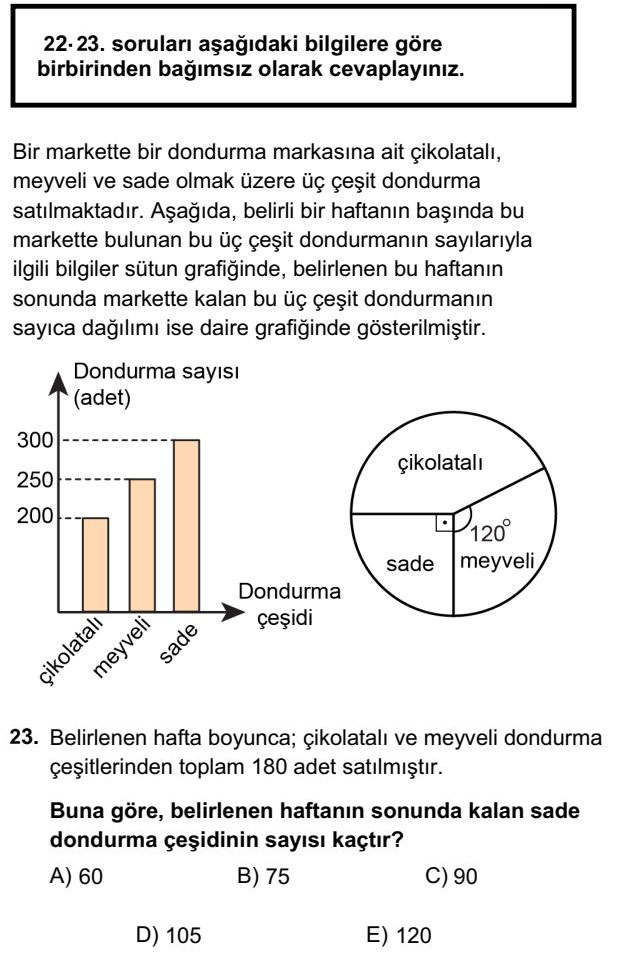 22-23. soruları aşağıdaki bilgilere göre
birbirinden bağımsız olarak cevaplayınız.
Bir markette bir dondurma markasına ait çikolatalı,
meyveli ve sade olmak üzere üç çeşit dondurma
satılmaktadır. Aşağıda, belirli bir haftanın başında bu
markette bulunan bu üç çeşit dondurmanın sayılarıyla
ilgili bilgiler sütun grafiğinde, belirlenen bu haftanın
sonunda markette kalan bu üç çeşit dondurmanın
sayıca dağılımı ise daire grafiğinde gösterilmiştir.
Dondurma sayısı
(adet)
300
250
200
Dondurma
çeşidi
çikolatalı
meyveli
sade
çikolatalı
120°
sade
meyveli
23. Belirlenen hafta boyunca; çikolatalı ve meyveli dondurma
çeşitlerinden toplam 180 adet satılmıştır.
Buna göre, belirlenen haftanın sonunda kalan sade
dondurma çeşidinin sayısı kaçtır?
A) 60 B) 75 C) 90
D) 105 E) 120